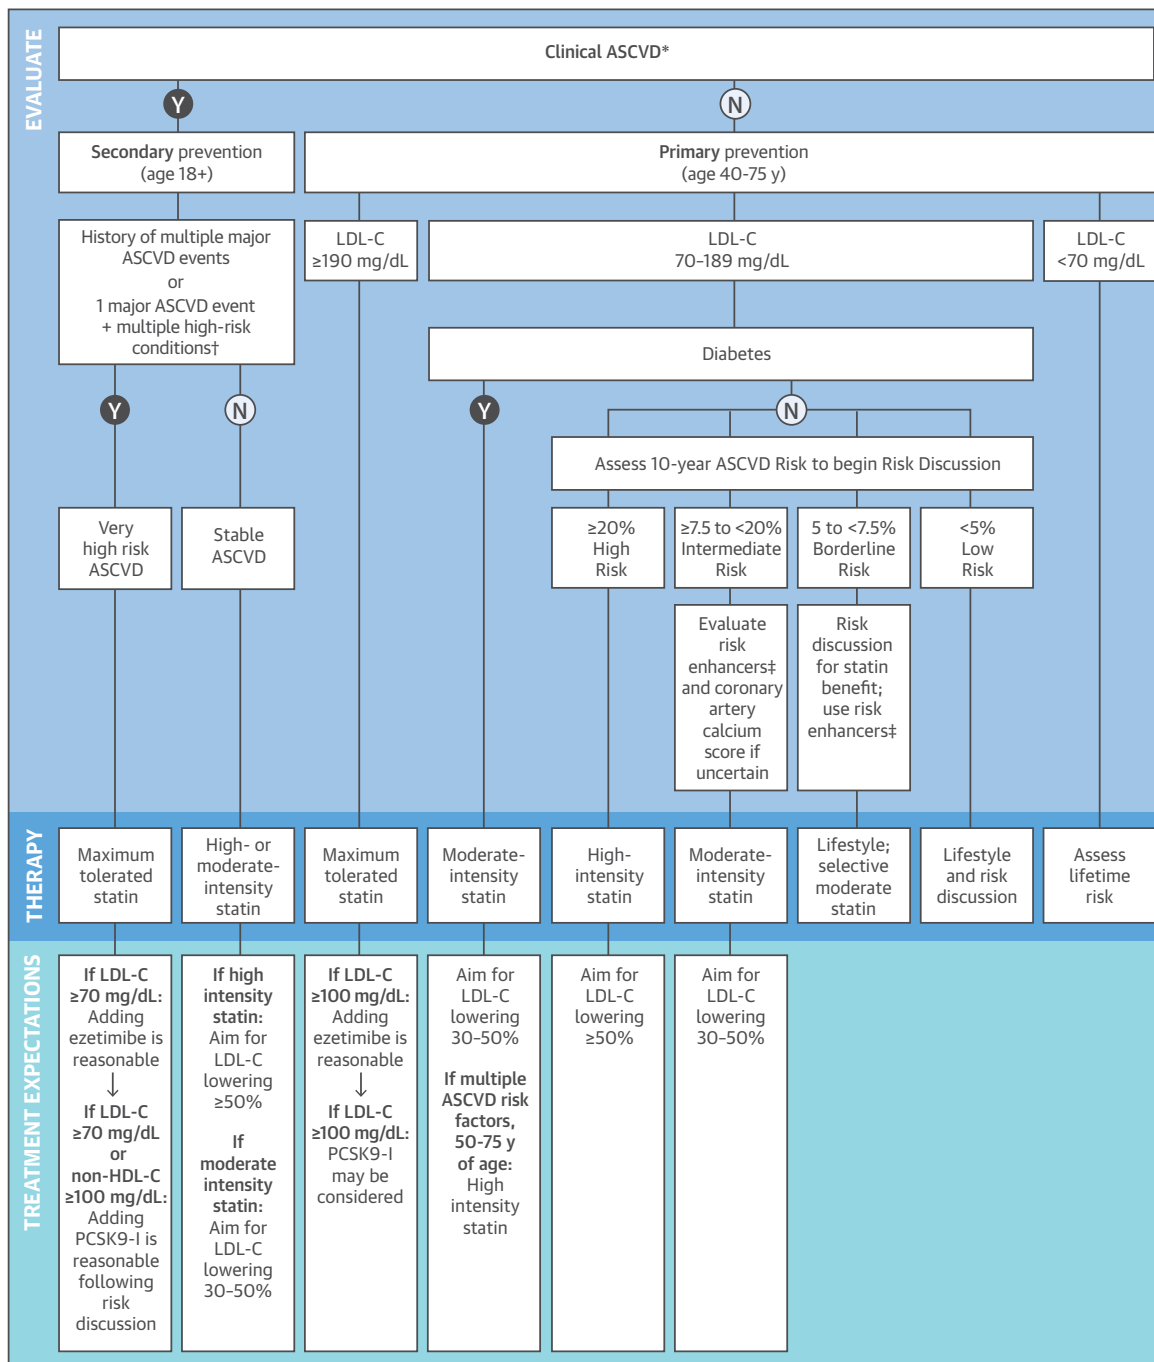 EVALUATE
Clinical ASCVD*
Y
N
Secondary prevention
(age 18+)
Primary prevention
(age 40-75 y)
History of multiple major
ASCVD events
or
1 major ASCVD event
+ multiple high-risk
conditions†
LDL-C
≥190 mg/dL
LDL-C
70–189 mg/dL
LDL-C
<70 mg/dL
Diabetes
Y
N
Y
N
Assess 10-year ASCVD Risk to begin Risk Discussion
Very
high risk
ASCVD
Stable
ASCVD
≥20%
High
Risk
≥7.5 to <20%
Intermediate
Risk
5 to <7.5%
Borderline
Risk
<5%
Low
Risk
Evaluate
risk
enhancers‡
and coronary
artery
calcium
score if
uncertain
Risk
discussion
for statin
benefit;
use risk
enhancers‡
THERAPY
Maximum
tolerated
statin
High- or
moderate-
intensity
statin
Maximum
tolerated
statin
Moderate-
intensity
statin
High-
intensity
statin
Moderate-
intensity
statin
Lifestyle;
selective
moderate
statin
Lifestyle
and risk
discussion
Assess
lifetime
risk
TREATMENT EXPECTATIONS
If LDL-C
≥70 mg/dL:
Adding
ezetimibe is
reasonable
↓
If LDL-C
≥70 mg/dL
or
non-HDL-C
≥100 mg/dL:
Adding
PCSK9-I is
reasonable
following
risk
discussion
If high
intensity
statin:
Aim for
LDL-C
lowering
≥50%
If
moderate
intensity
statin:
Aim for
LDL-C
lowering
30–50%
If LDL-C
≥100 mg/dL:
Adding
ezetimibe is
reasonable
↓
If LDL-C
≥100 mg/dL:
PCSK9-I
may be
considered
Aim for
LDL-C
lowering
30–50%
If multiple
ASCVD risk
factors,
50-75 y
of age:
High
intensity
statin
Aim for
LDL-C
lowering
≥50%
Aim for
LDL-C
lowering
30–50%